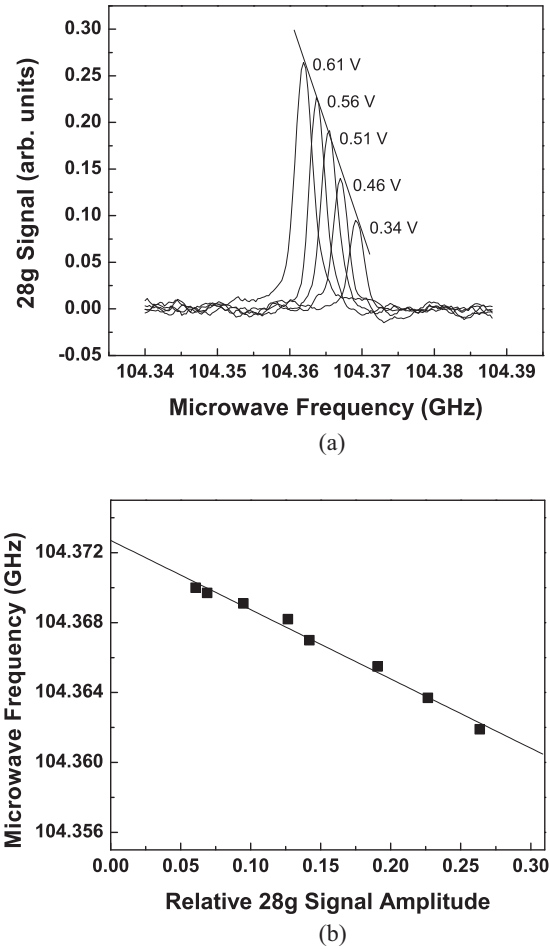 0.30
0.25
0.20
0.15
0.10
0.05
0.00
-0.05
28g Signal (arb. units)
0.61 V
0.56 V
0.51 V
0.46 V
0.34 V
104.34 104.35 104.36 104.37 104.38 104.39
Microwave Frequency (GHz)
(a)
104.372
104.368
104.364
104.360
104.356
Microwave Frequency (GHz)
0.00 0.05 0.10 0.15 0.20 0.25 0.30
Relative 28g Signal Amplitude
(b)